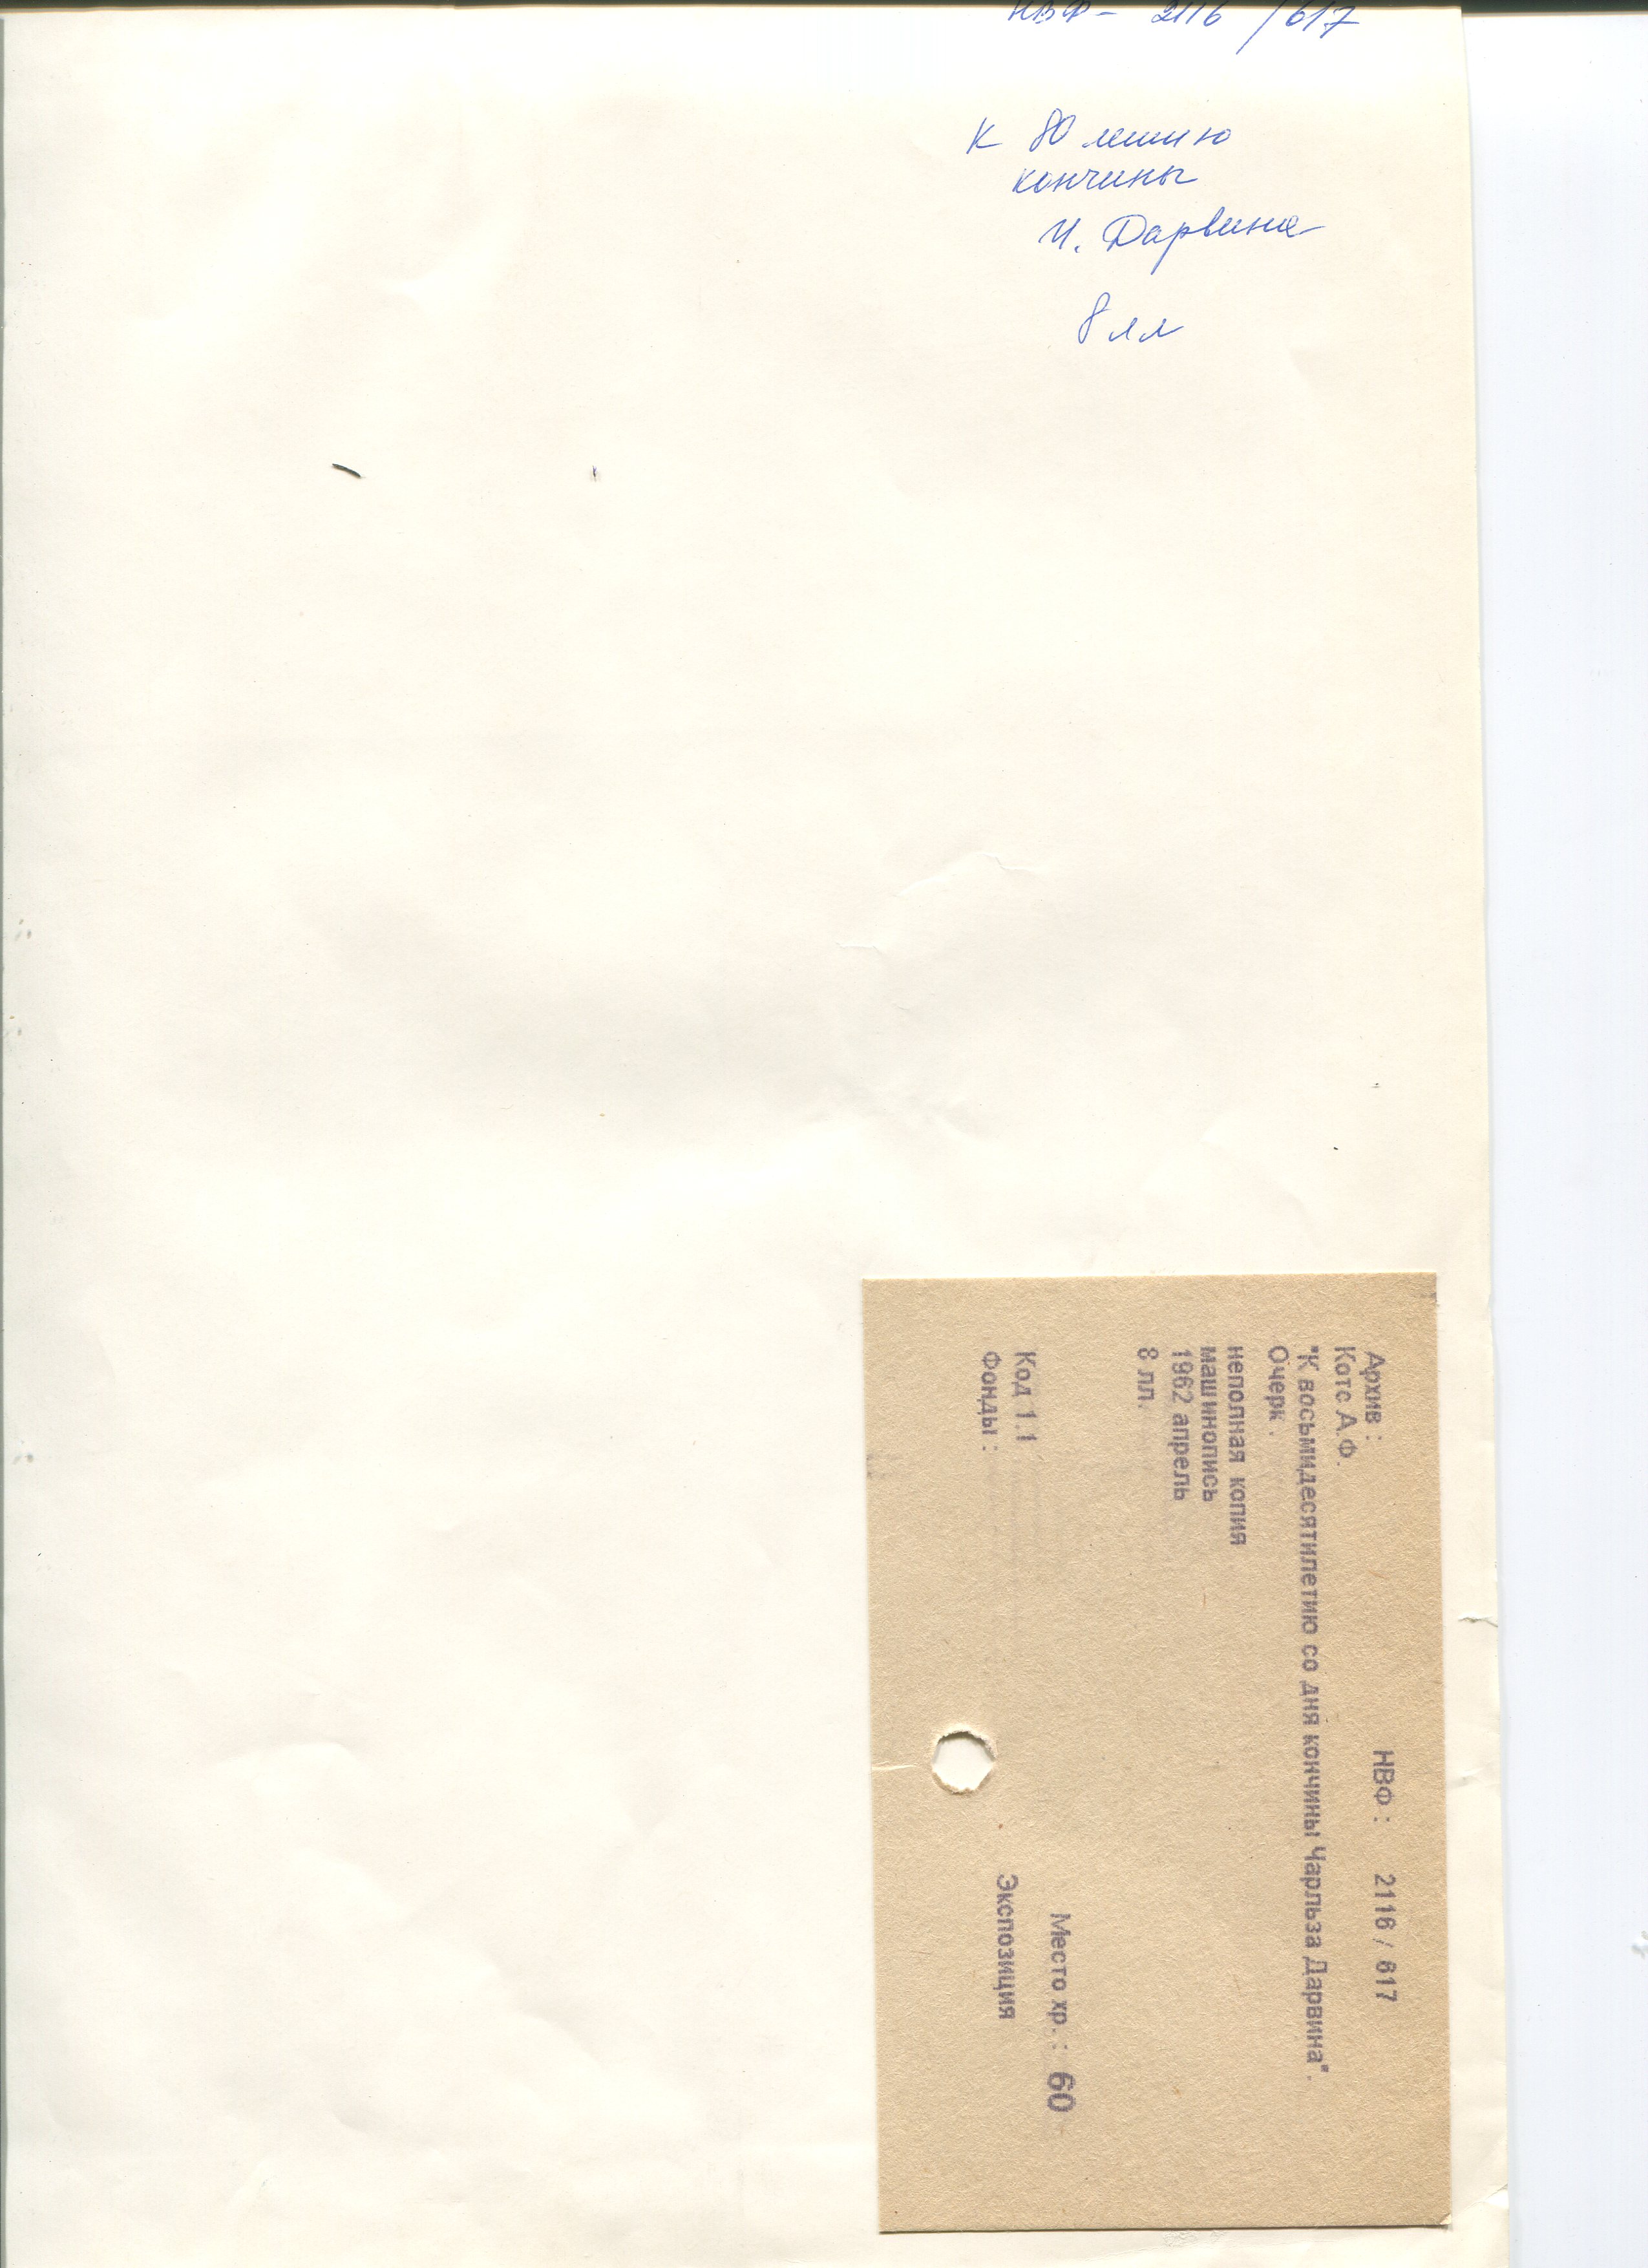 НВФ - 2116 / 617
К 80 летию
кончины
Ч. Дарвина
8 лл
Архив : НВФ : 2116 / 617
Котс А.Ф.
"К восьмидесятилетию со дня кончины Чарльза Дарвина".
Очерк .
неполная копия
машинопись
1962 апрель
8 лл.
Место хр. : 60
Код 1.1
Экспозиция
Фонды :